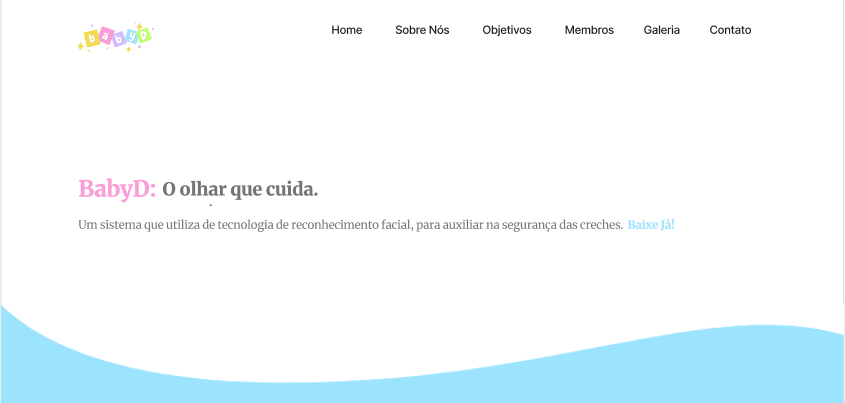 babyD
Home Sobre Nós Objetivos Membros Galeria Contato
BabyD: O olhar que cuida.
Um sistema que utiliza de tecnologia de reconhecimento facial, para auxiliar na segurança das creches. Baixe Já!